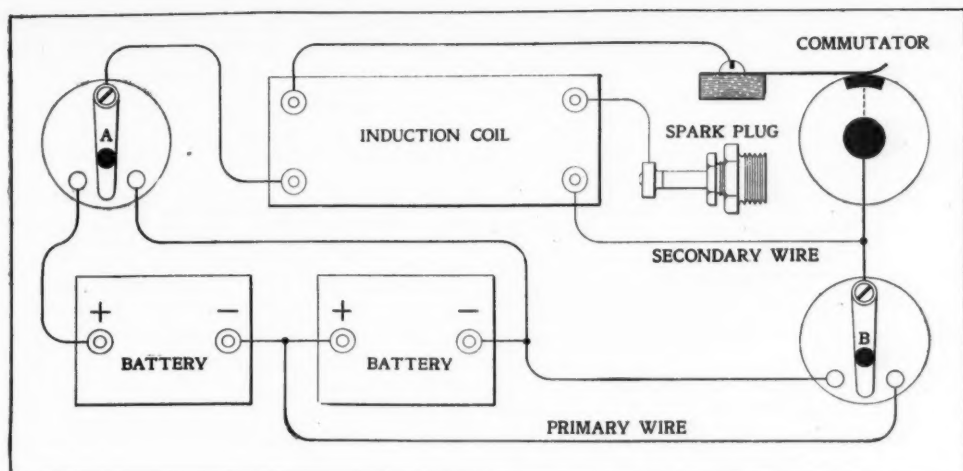 COMMUTATOR
A
INDUCTION COIL
SPARK PLUG
SECONDARY WIRE
+ - + -
BATTERY BATTERY
B
PRIMARY WIRE